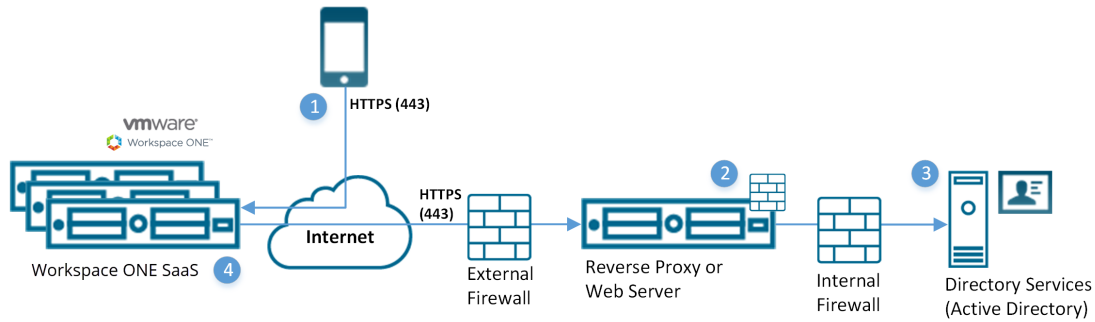 1
HTTPS (443)
vmware®
Workspace ONE™
2
3
HTTPS
(443)
Internet
Workspace ONE SaaS
4
External
Firewall
Reverse Proxy or
Web Server
Internal
Firewall
Directory Services
(Active Directory)